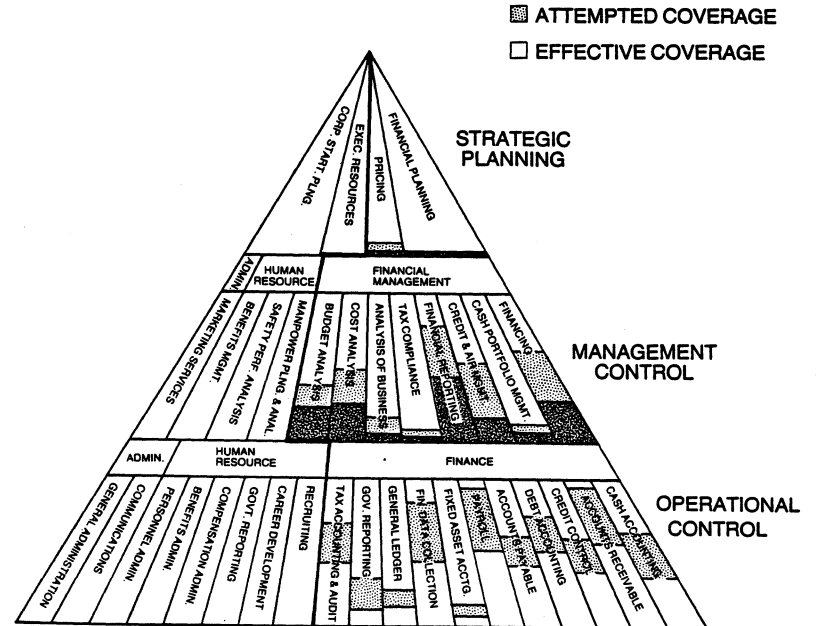 ATTEMPTED COVERAGE
EFFECTIVE COVERAGE
STRATEGIC
PLANNING
CORP. START. PLNG.
EXEC. RESOURCES
PRICING
FINANCIAL PLANNING
ADMIN.
HUMAN
RESOURCE
FINANCIAL
MANAGEMENT
MANAGEMENT
CONTROL
MARKETING SERVICES
BENEFITS MGMT.
SAFETY PERF. ANALYSIS
MANPOWER PLNG. & ANAL.
BUDGET ANALYSIS
COST ANALYSIS
ANALYSIS OF BUSINESS
TAX COMPLIANCE
FINANCIAL REPORTING
CREDIT & AIR MGMT
CASH PORTFOLIO MGMT.
FINANCING
ADMIN.
HUMAN
RESOURCE
FINANCE
OPERATIONAL
CONTROL
GENERAL ADMINISTRATION
COMMUNICATIONS
PERSONNEL ADMIN.
BENEFITS ADMIN.
COMPENSATION ADMIN.
GOVT. REPORTING
CAREER DEVELOPMENT
RECRUITING
TAX ACCOUNTING & AUDIT
GOV. REPORTING
GENERAL LEDGER
FIN. DATA COLLECTION
FIXED ASSET ACCTG.
PAYROLL
ACCOUNTS PAYABLE
DEBT ACCOUNTING
CREDIT CONTROL
ACCOUNTS RECEIVABLE
CASH ACCOUNTING